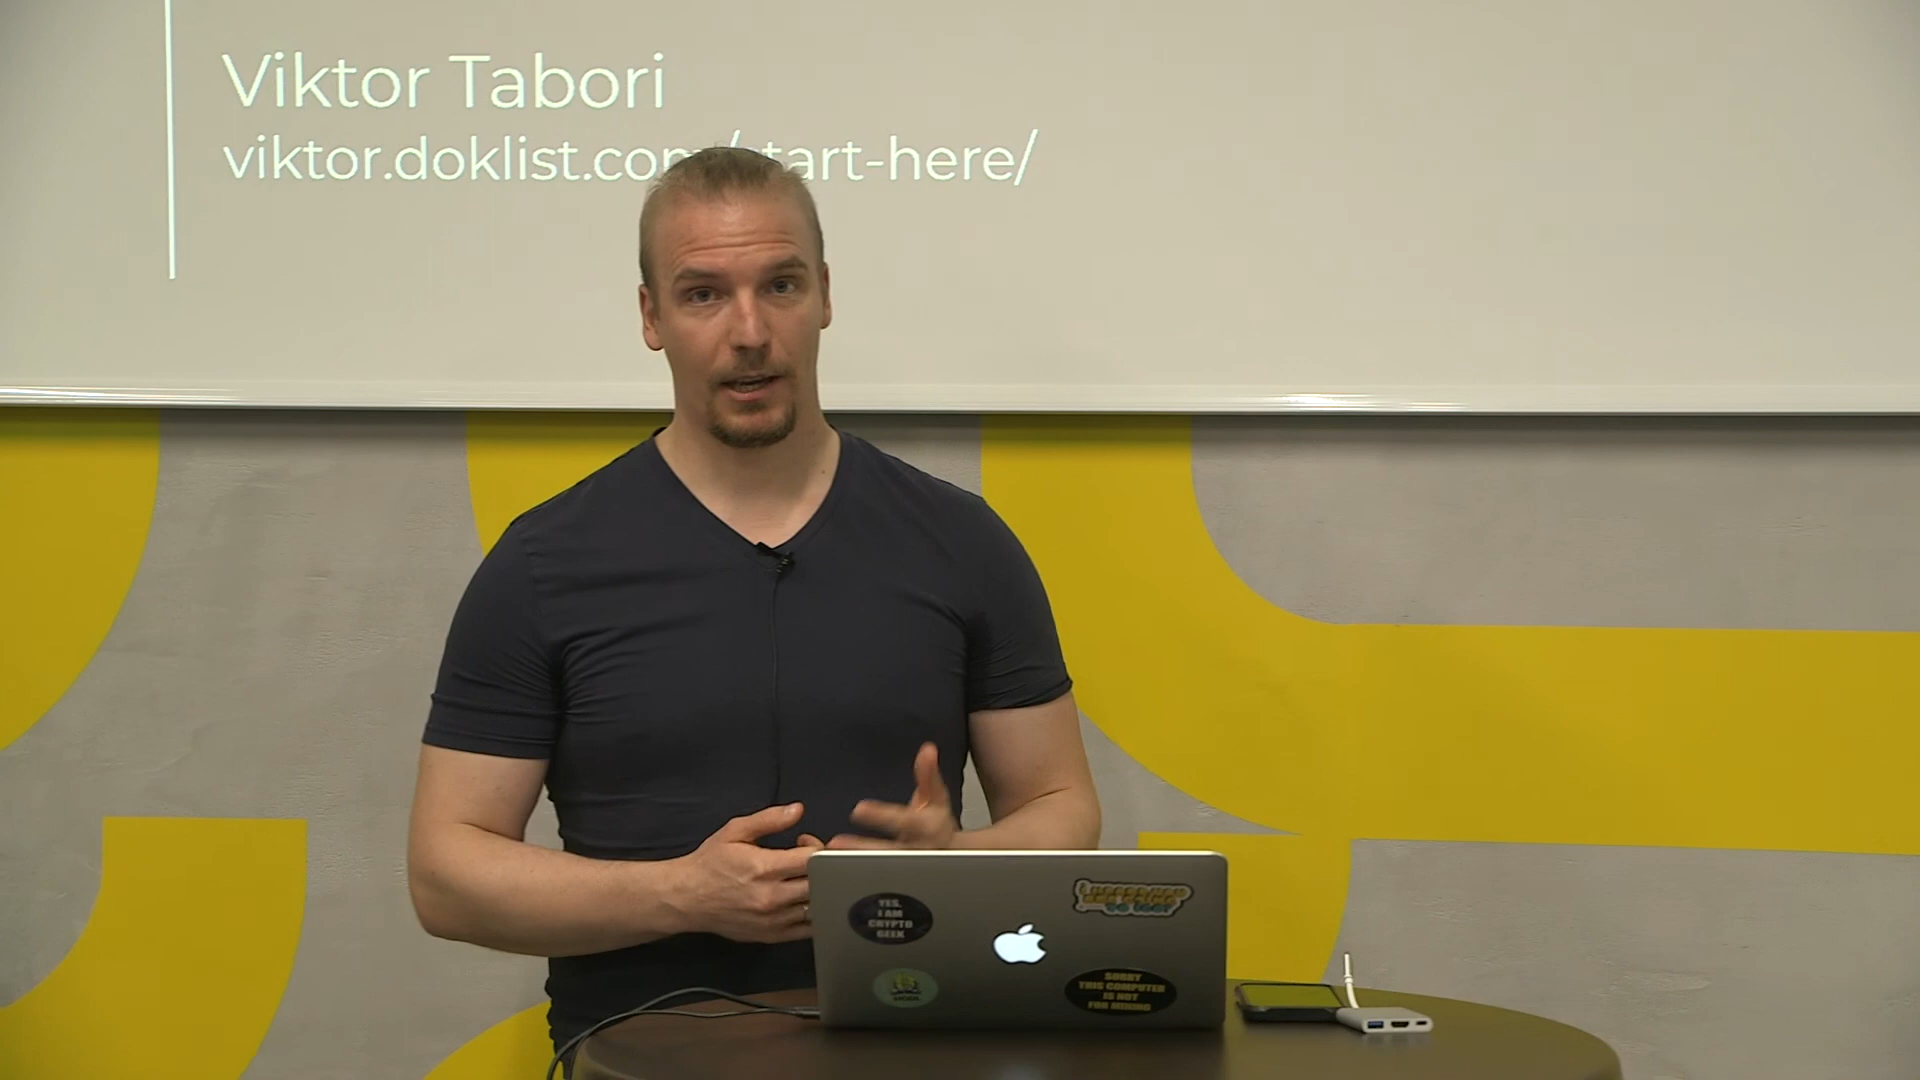 Viktor Tabori
viktor.doklist.com/start-here/
YES,
I AM
CRYPTO
GEEK
SORRY
THIS COMPUTER
IS NOT
FOR MINING